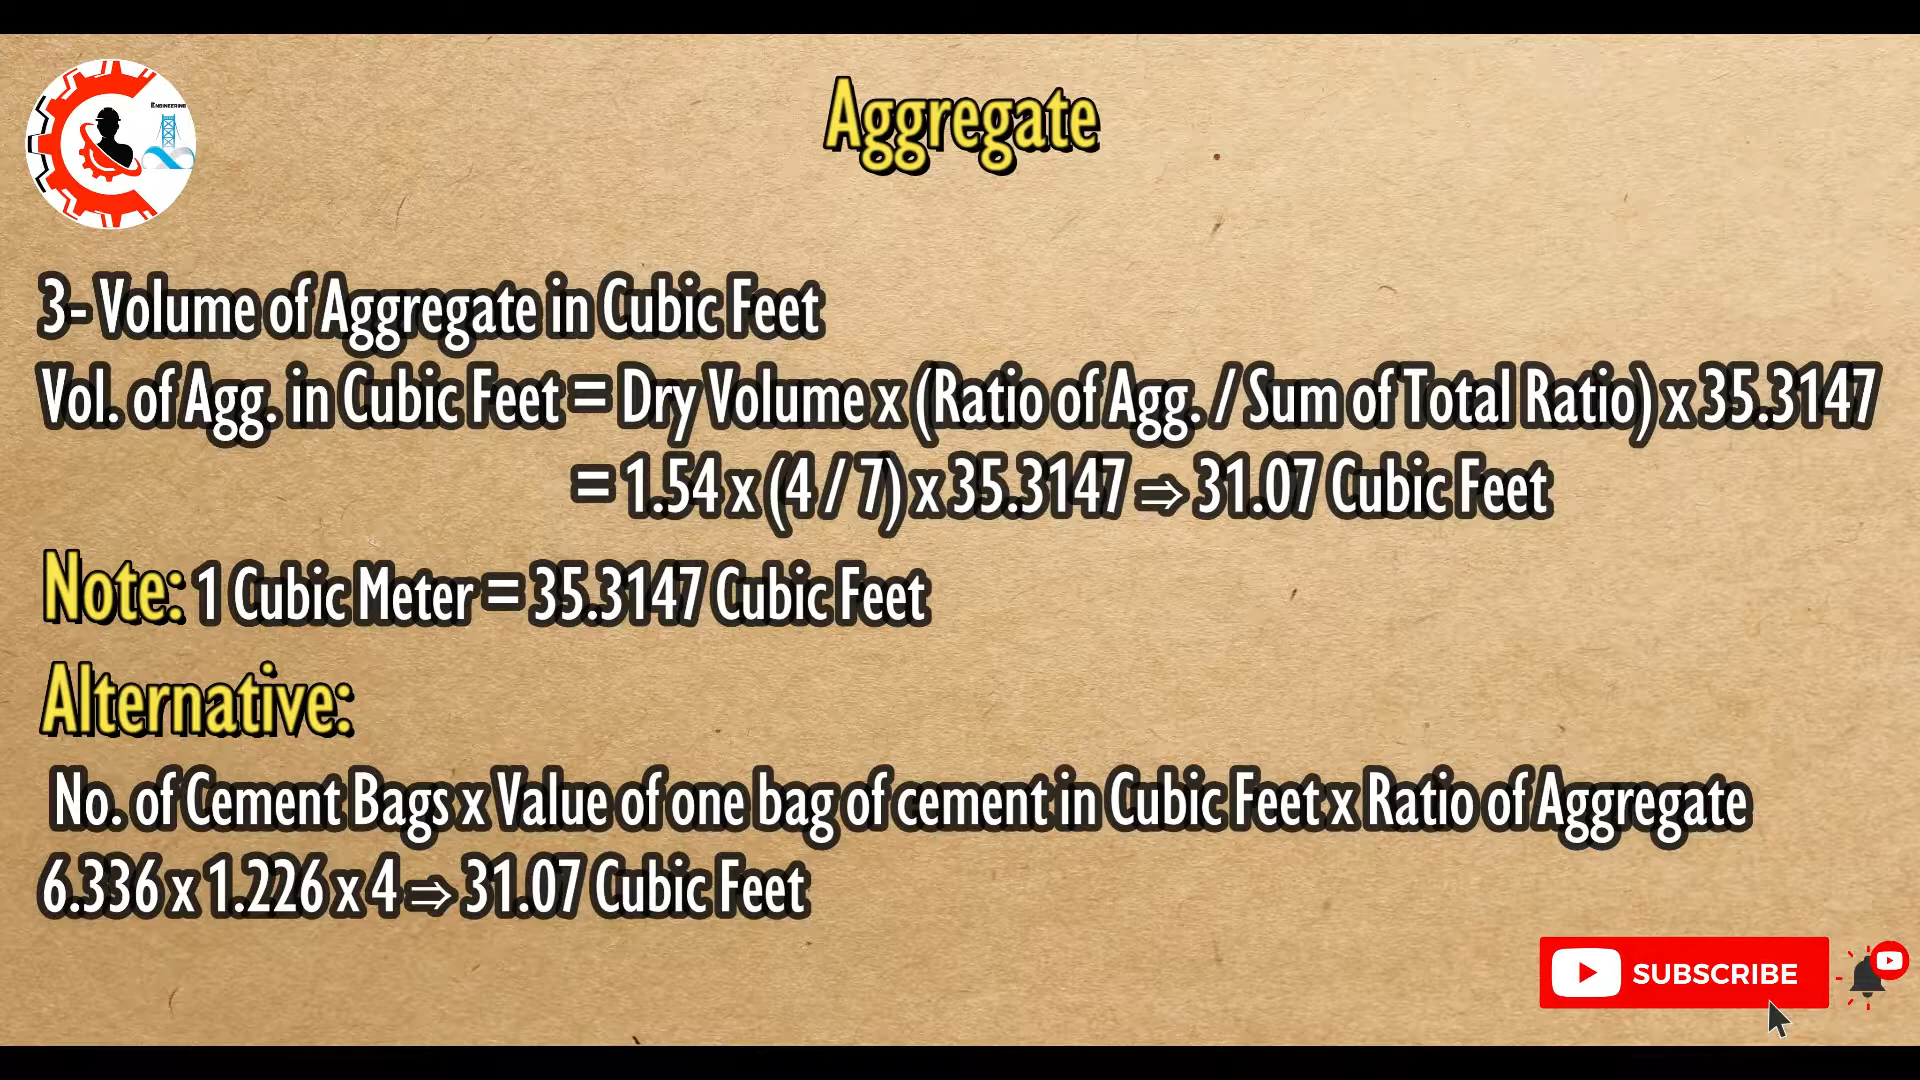 ENGINEERING
Aggregate
3- Volume of Aggregate in Cubic Feet
Vol. of Agg. in Cubic Feet = Dry Volume x (Ratio of Agg. / Sum of Total Ratio) x 35.3147
= 1.54 x (4 / 7) x 35.3147 ⇒ 31.07 Cubic Feet
Note: 1 Cubic Meter = 35.3147 Cubic Feet
Alternative:
No. of Cement Bags x Value of one bag of cement in Cubic Feet x Ratio of Aggregate
6.336 x 1.226 x 4 ⇒ 31.07 Cubic Feet
SUBSCRIBE